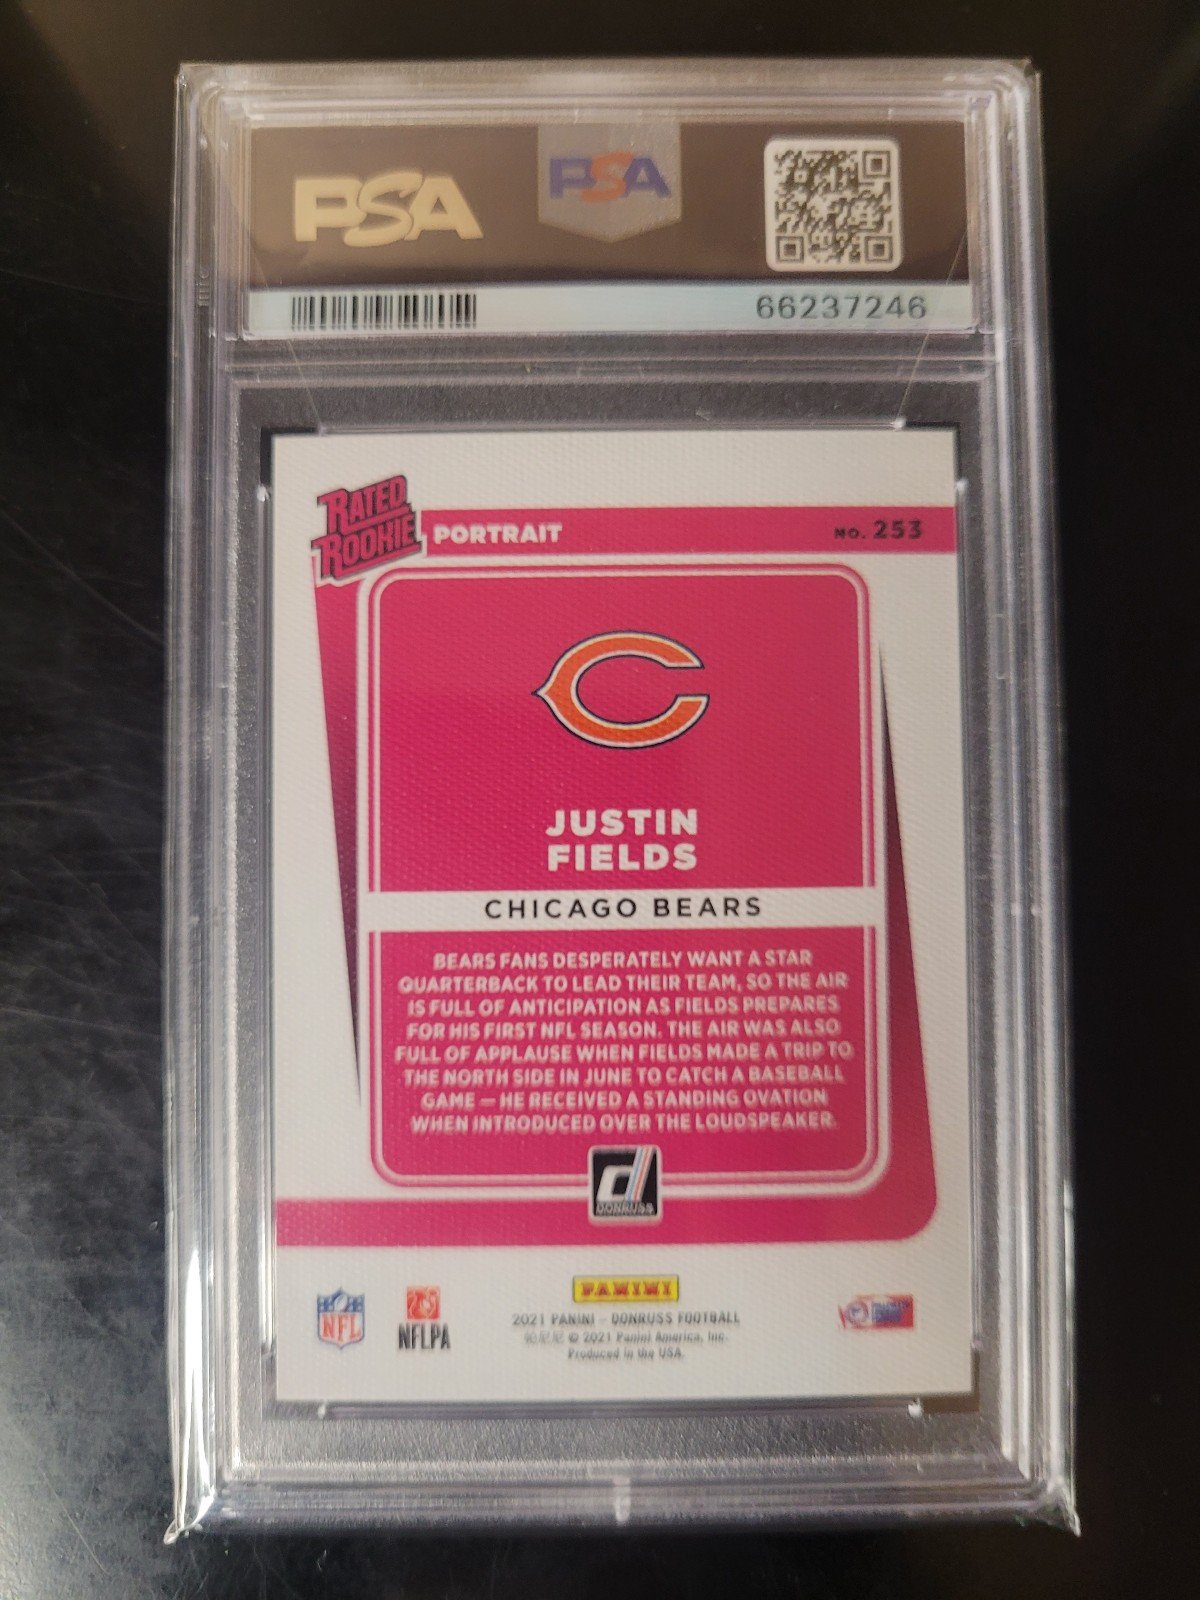 PSA
PSA
66237246
RATED
ROOKIE
PORTRAIT
NO. 253
JUSTIN
FIELDS
CHICAGO BEARS
BEARS FANS DESPERATELY WANT A STAR
QUARTERBACK TO LEAD THEIR TEAM, SO THE AIR
IS FULL OF ANTICIPATION AS FIELDS PREPARES
FOR HIS FIRST NFL SEASON. THE AIR WAS ALSO
FULL OF APPLAUSE WHEN FIELDS MADE A TRIP TO
THE NORTH SIDE IN JUNE TO CATCH A BASEBALL
GAME — HE RECEIVED A STANDING OVATION
WHEN INTRODUCED OVER THE LOUDSPEAKER.
DONRUSS
NFL
NFLPA
PANINI
2021 PANINI – DONRUSS FOOTBALL
© 2021 Panini America, Inc.
Produced in the USA.